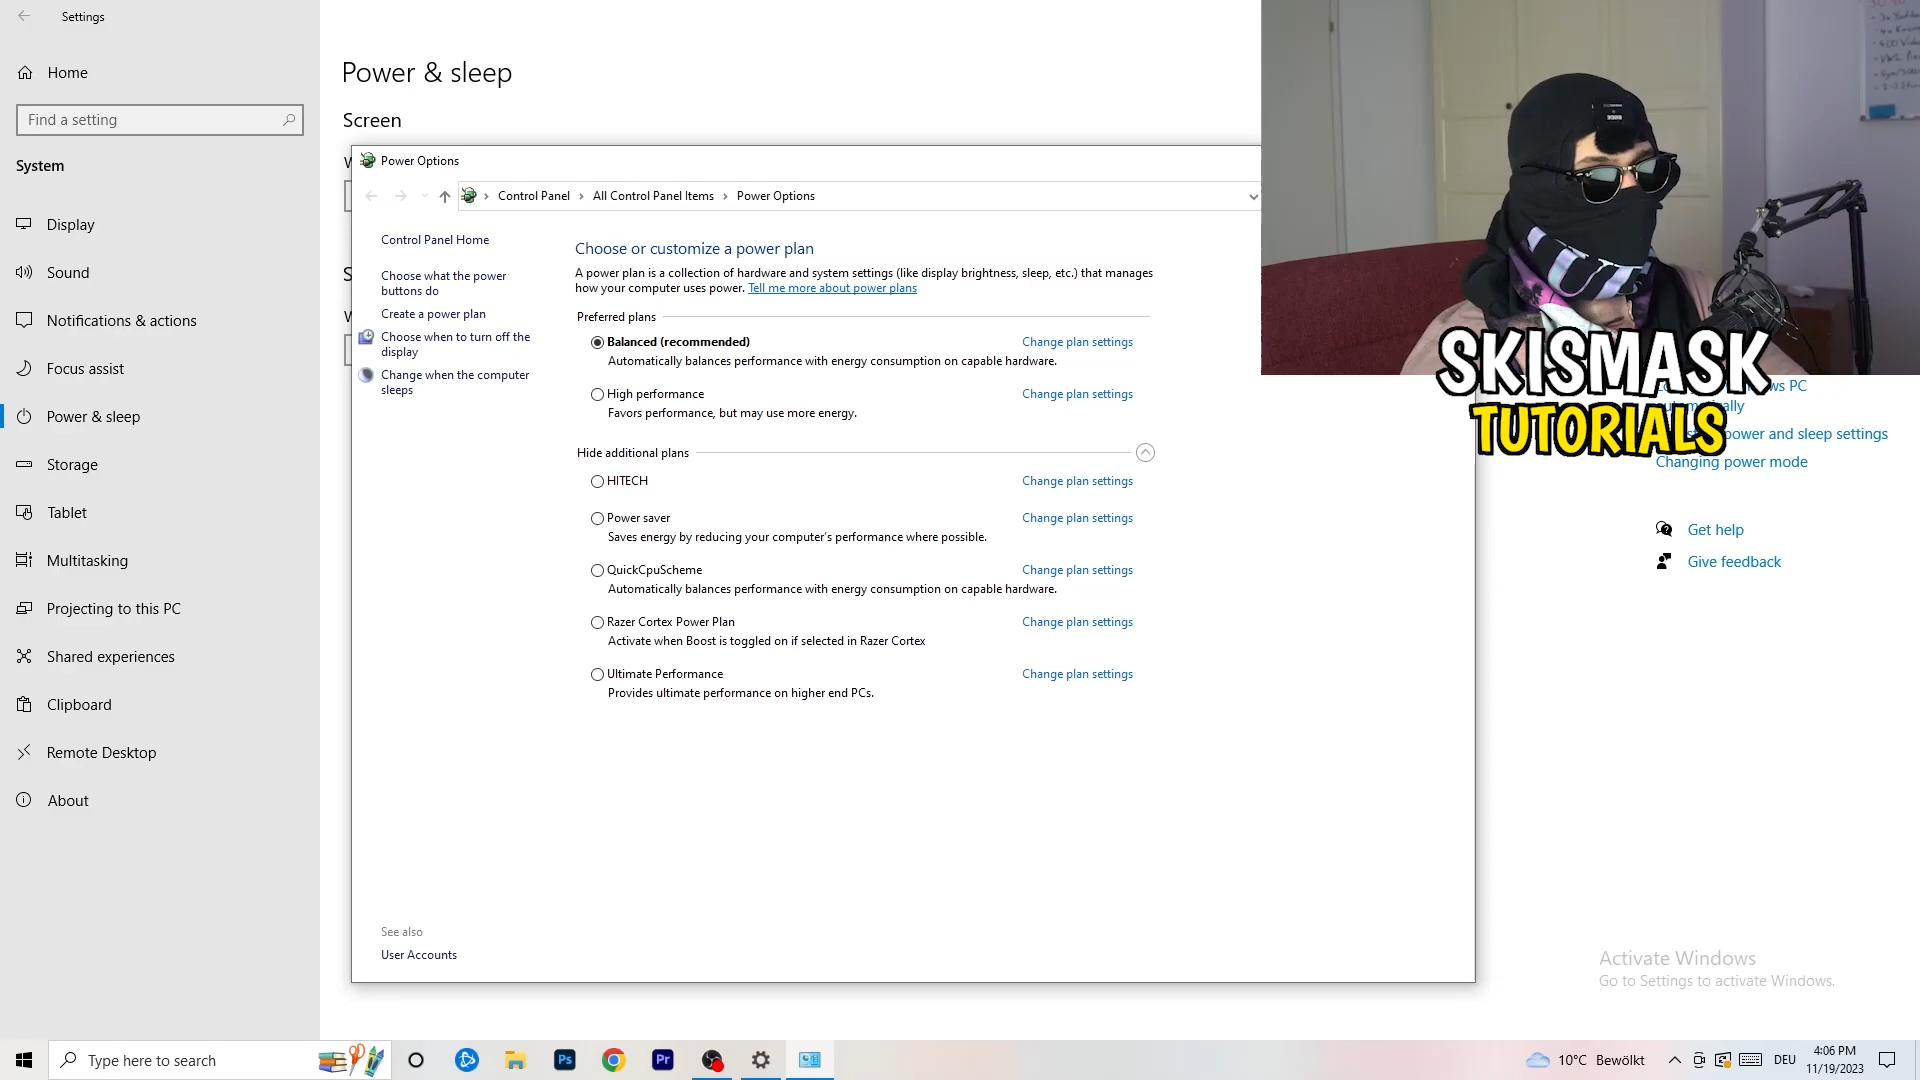 Settings
Home
Find a setting
System
Display
Sound
Notifications & actions
Focus assist
Power & sleep
Storage
Tablet
Multitasking
Projecting to this PC
Shared experiences
Clipboard
Remote Desktop
About
Power & sleep
Screen
Power Options
Control Panel › All Control Panel Items › Power Options
Control Panel Home
Choose what the power
buttons do
Create a power plan
Choose when to turn off the
display
Change when the computer
sleeps
See also
User Accounts
Choose or customize a power plan
A power plan is a collection of hardware and system settings (like display brightness, sleep, etc.) that manages
how your computer uses power. Tell me more about power plans
Preferred plans
Balanced (recommended) Change plan settings
Automatically balances performance with energy consumption on capable hardware.
High performance Change plan settings
Favors performance, but may use more energy.
Hide additional plans
HITECH Change plan settings
Power saver Change plan settings
Saves energy by reducing your computer's performance where possible.
QuickCpuScheme Change plan settings
Automatically balances performance with energy consumption on capable hardware.
Razer Cortex Power Plan Change plan settings
Activate when Boost is toggled on if selected in Razer Cortex
Ultimate Performance Change plan settings
Provides ultimate performance on higher end PCs.
SKISMASK
TUTORIALS
PC
power and sleep settings
Changing power mode
Get help
Give feedback
Activate Windows
Go to Settings to activate Windows.
Type here to search
Ps
Pr
10°C Bewölkt
DEU
4:06 PM
11/19/2023